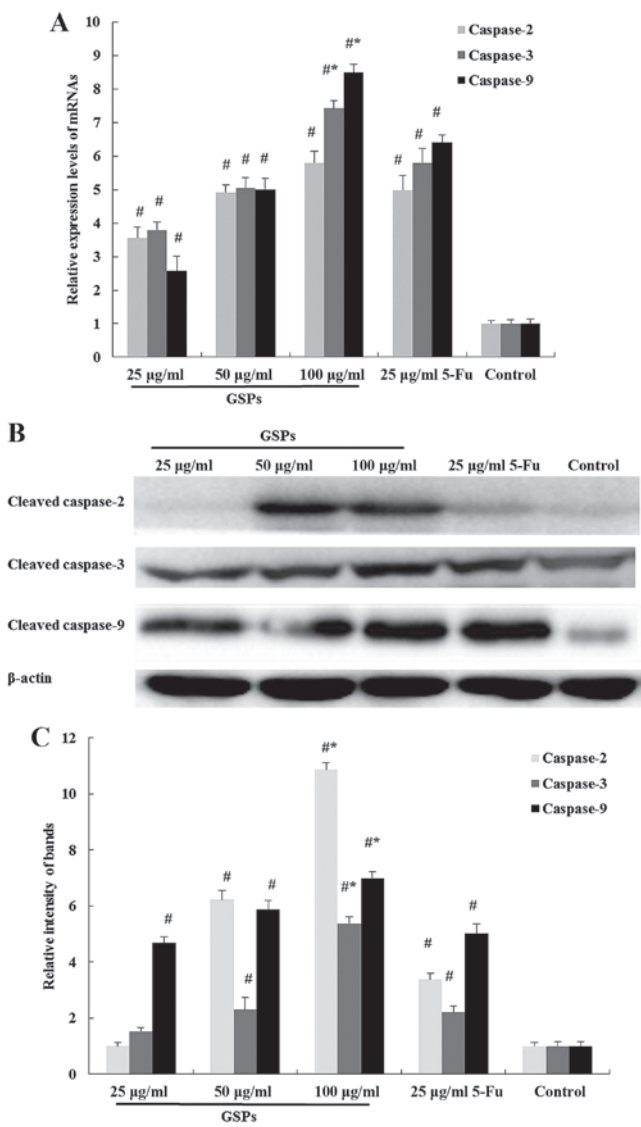 A
Relative expression levels of mRNAs
10
9
8
7
6
5
4
3
2
1
0
Caspase-2
Caspase-3
Caspase-9
# # #
# # #
# #* #*
# # #
25 µg/ml 50 µg/ml 100 µg/ml 25 µg/ml 5-Fu Control
GSPs
B
GSPs
25 µg/ml 50 µg/ml 100 µg/ml 25 µg/ml 5-Fu Control
Cleaved caspase-2
Cleaved caspase-3
Cleaved caspase-9
β-actin
C
Relative intensity of bands
12
10
8
6
4
2
0
Caspase-2
Caspase-3
Caspase-9
#
# # #
#* #* #*
# # #
25 µg/ml 50 µg/ml 100 µg/ml 25 µg/ml 5-Fu Control
GSPs